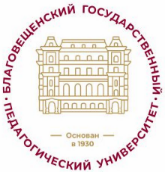 БЛАГОВЕЩЕНСКИЙ ГОСУДАРСТВЕННЫЙ
ПЕДАГОГИЧЕСКИЙ УНИВЕРСИТЕТ
Основан
в 1930